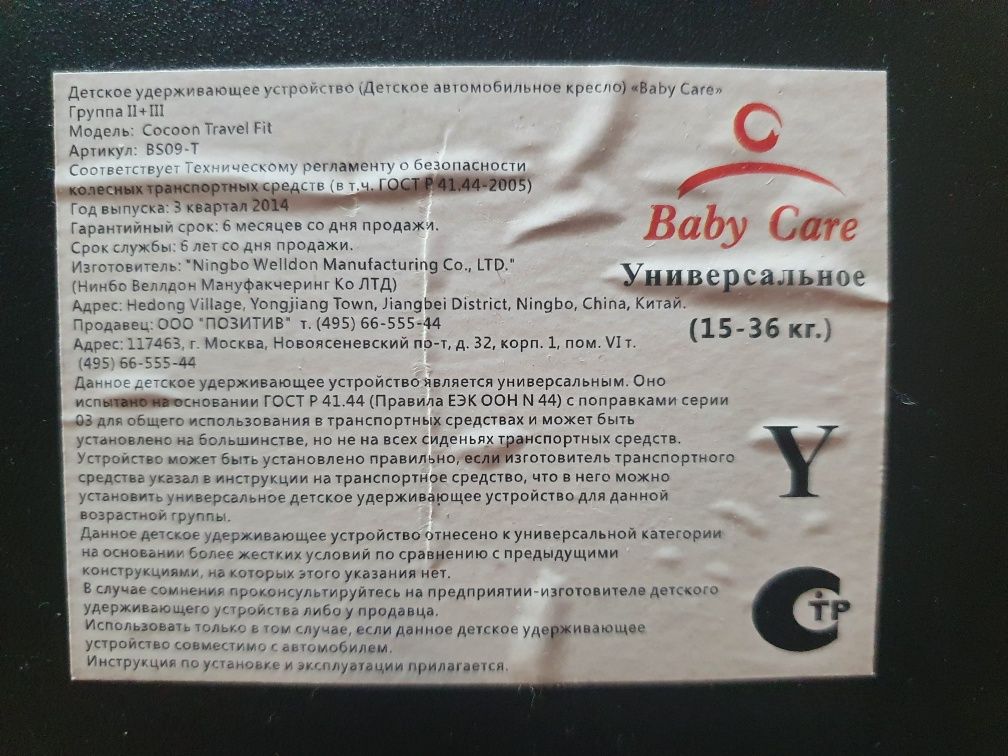 Детское удерживающее устройство (Детское автомобильное кресло) «Baby Care»
Группа II+III
Модель: Cocoon Travel Fit
Артикул: BS09-T
Соответствует Техническому регламенту о безопасности
колесных транспортных средств (в т.ч. ГОСТ Р 41.44-2005)
Год выпуска: 3 квартал 2014
Гарантийный срок: 6 месяцев со дня продажи.
Срок службы: 6 лет со дня продажи.
Изготовитель: "Ningbo Welldon Manufacturing Co., LTD."
(Нинбо Веллдон Мануфакчеринг Ко ЛТД)
Адрес: Hedong Village, Yongjiang Town, Jiangbei District, Ningbo, China, Китай.
Продавец: ООО "ПОЗИТИВ" т. (495) 66-555-44
Адрес: 117463, г. Москва, Новоясеневский по-т, д. 32, корп. 1, пом. VI т.
(495) 66-555-44
Данное детское удерживающее устройство является универсальным. Оно
испытано на основании ГОСТ Р 41.44 (Правила ЕЭК ООН N 44) с поправками серии
03 для общего использования в транспортных средствах и может быть
установлено на большинстве, но не на всех сиденьях транспортных средств.
Устройство может быть установлено правильно, если изготовитель транспортного
средства указал в инструкции на транспортное средство, что в него можно
установить универсальное детское удерживающее устройство для данной
возрастной группы.
Данное детское удерживающее устройство отнесено к универсальной категории
на основании более жестких условий по сравнению с предыдущими
конструкциями, на которых этого указания нет.
В случае сомнения проконсультируйтесь на предприятии-изготовителе детского
удерживающего устройства либо у продавца.
Использовать только в том случае, если данное детское удерживающее
устройство совместимо с автомобилем.
Инструкция по установке и эксплуатации прилагается.
Baby Care
Универсальное
(15-36 кг.)
Y
СТР